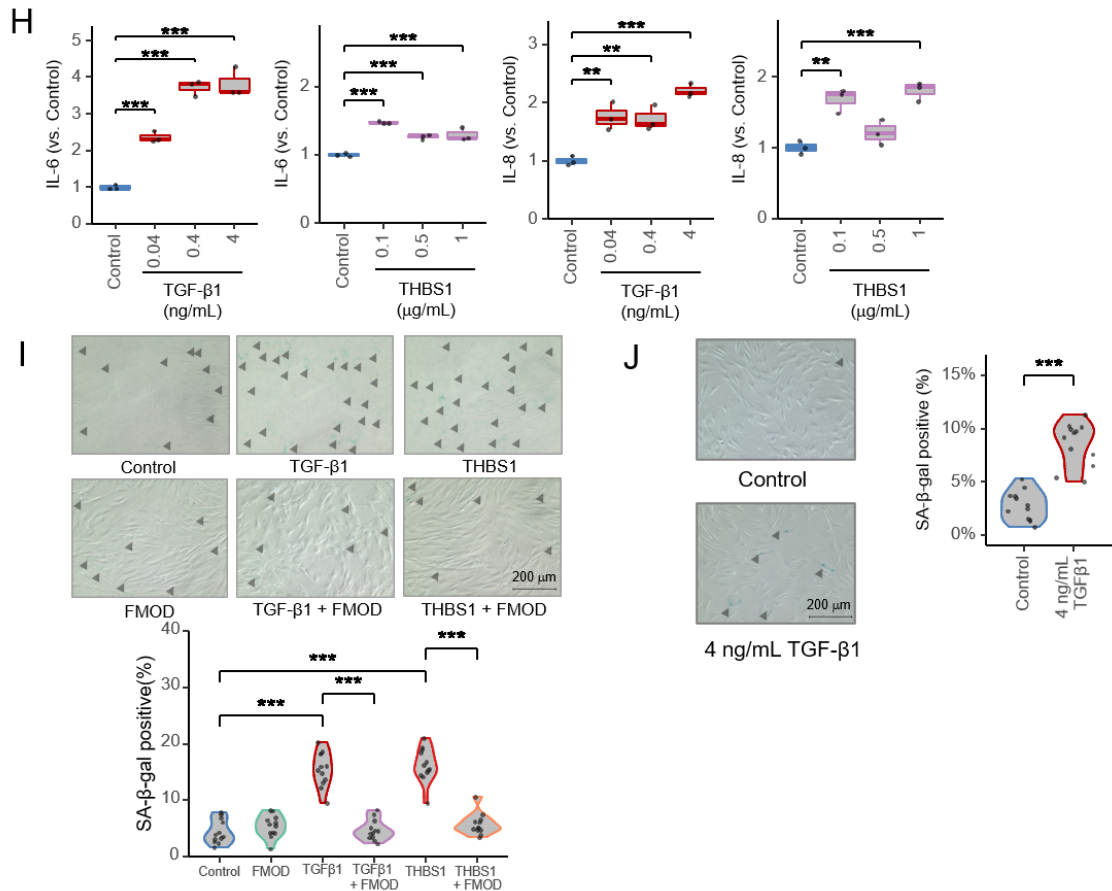 H
IL-6 (vs. Control)
5
4
3
2
1
0
***
***
***
Control
0.04
0.4
4
TGF-β1
(ng/mL)
IL-6 (vs. Control)
2
1
0
***
***
***
Control
0.1
0.5
1
THBS1
(μg/mL)
IL-8 (vs. Control)
3
2
1
0
***
**
**
Control
0.04
0.4
4
TGF-β1
(ng/mL)
IL-8 (vs. Control)
2
1
0
***
**
Control
0.1
0.5
1
THBS1
(μg/mL)
I
Control
TGF-β1
THBS1
200 μm
FMOD
TGF-β1 + FMOD
THBS1 + FMOD
SA-β-gal positive(%)
40
30
20
10
0
***
***
***
***
Control
FMOD
TGFβ1
TGFβ1
+ FMOD
THBS1
THBS1
+ FMOD
J
Control
200 μm
4 ng/mL TGF-β1
SA-β-gal positive (%)
15%
10%
5%
0%
***
Control
4 ng/mL
TGFβ1